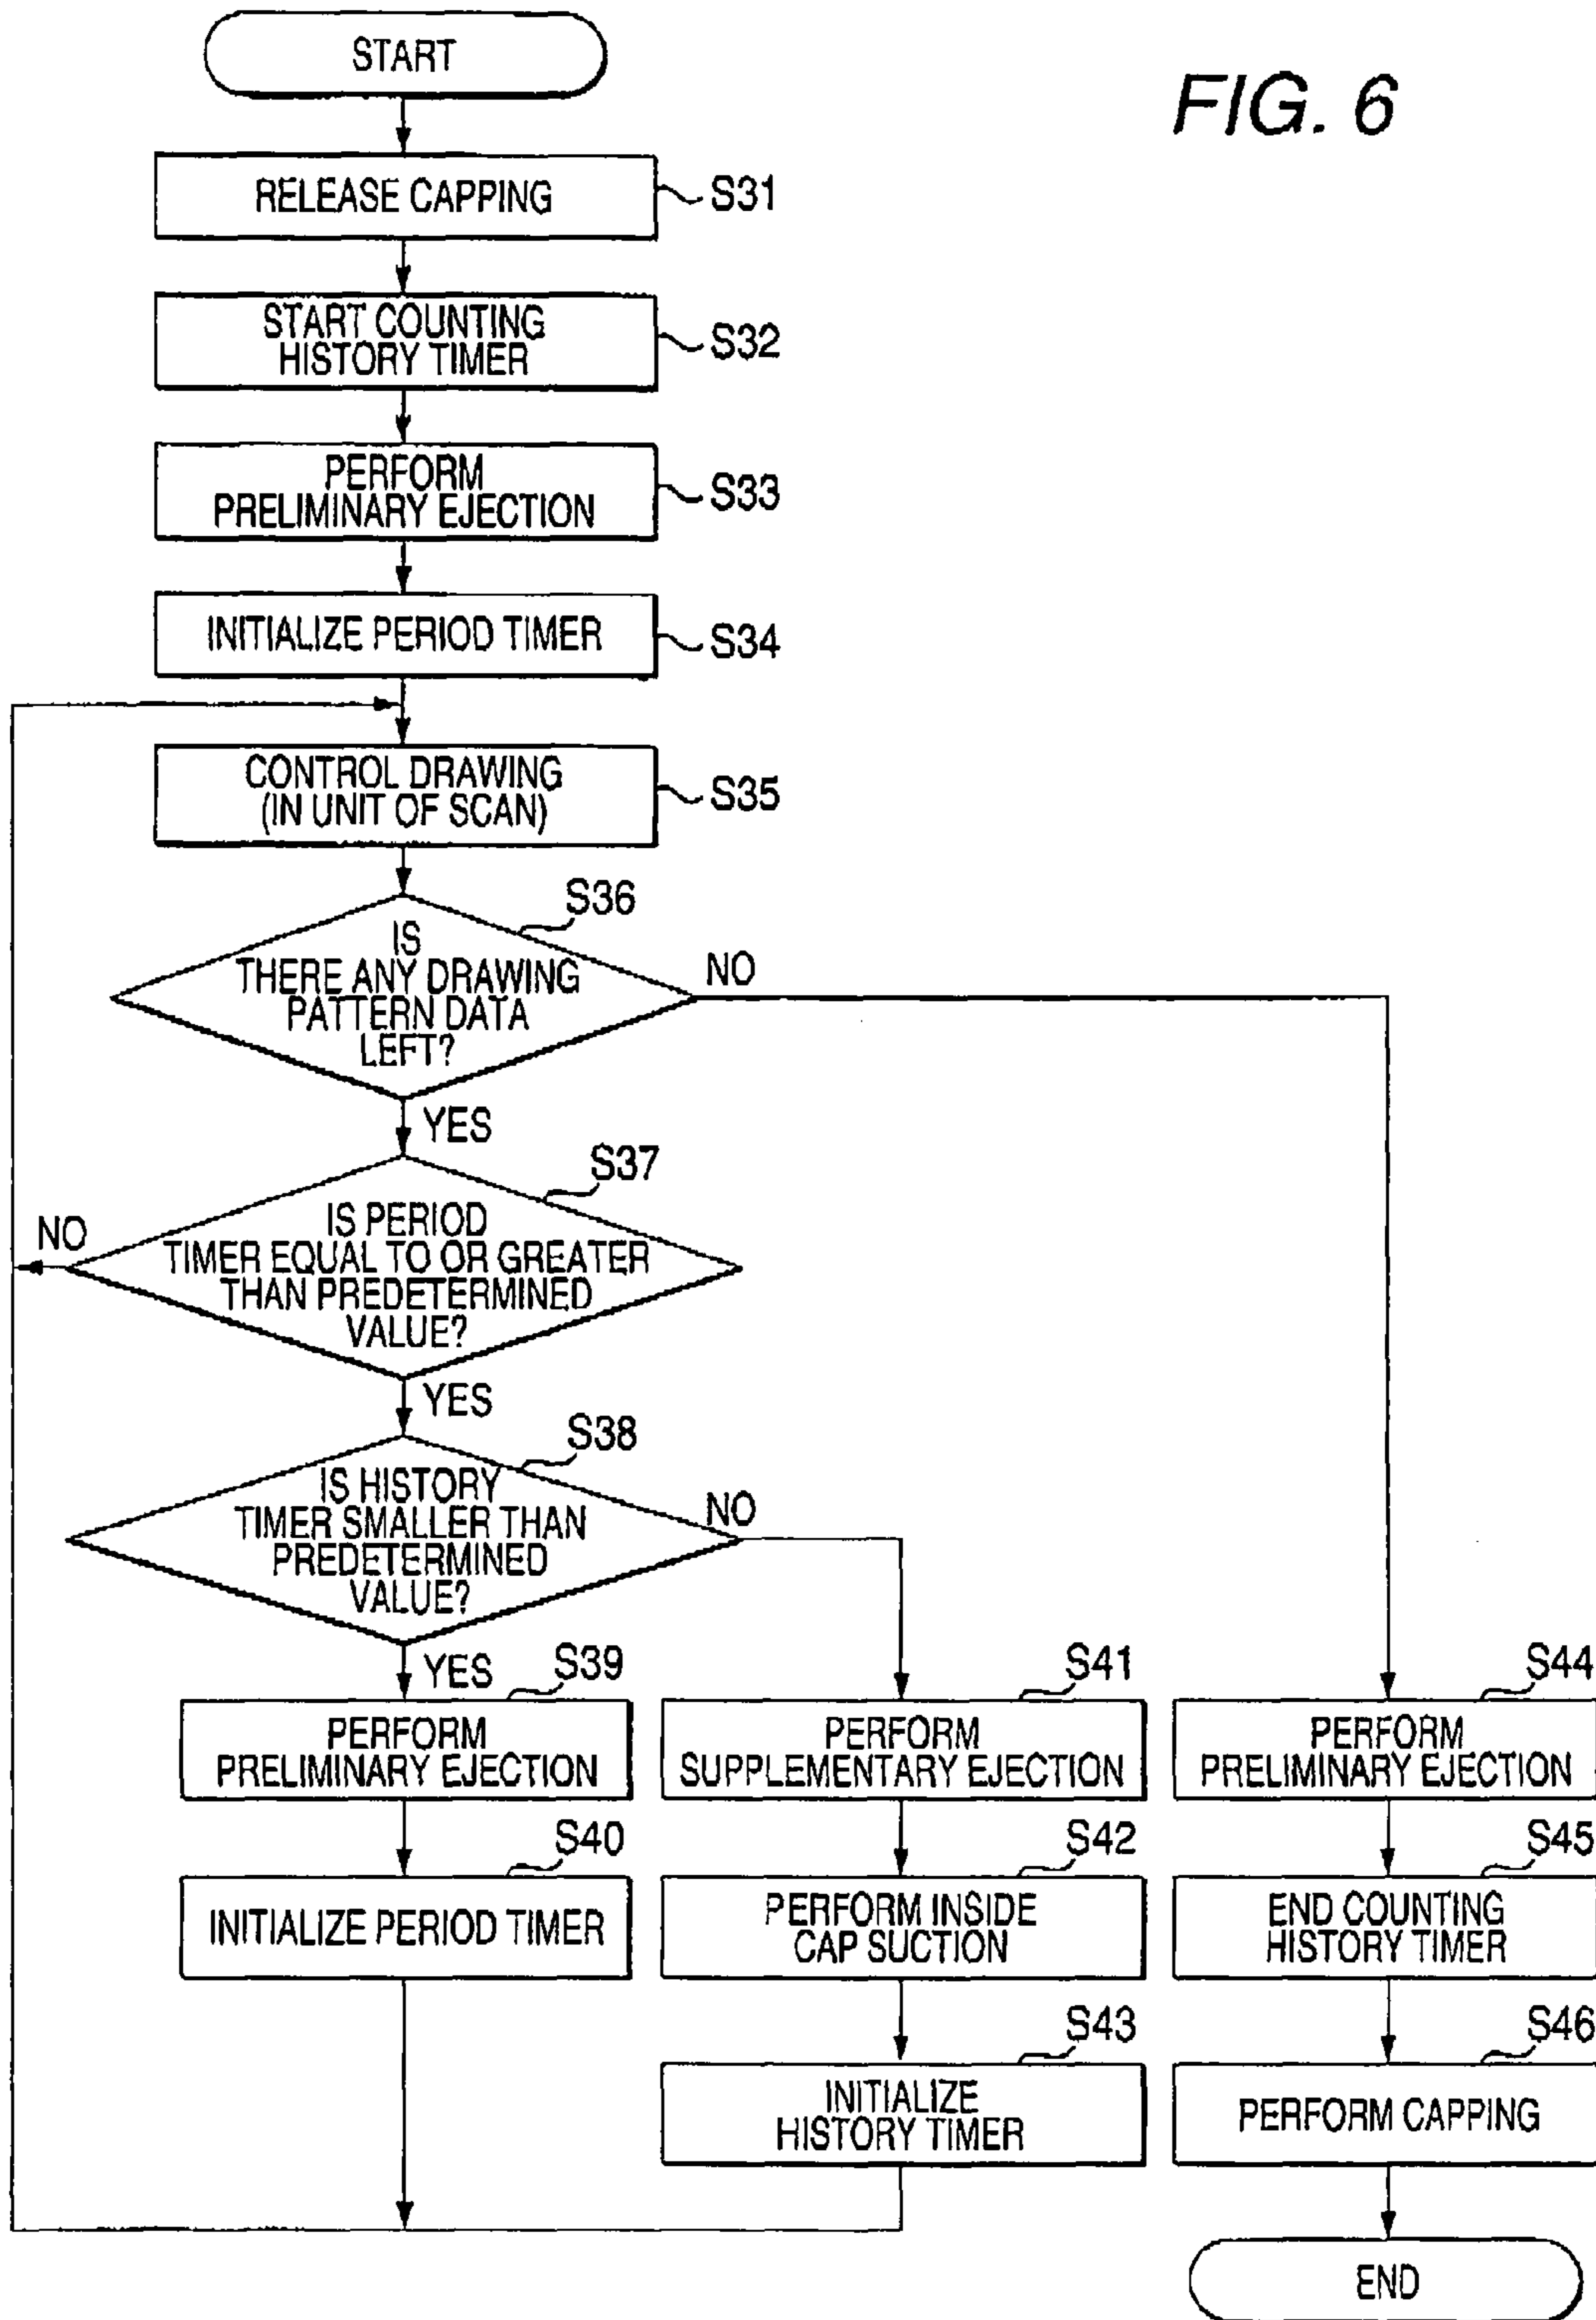 FIG. 6
START
RELEASE CAPPING
S31
START COUNTING
HISTORY TIMER
S32
PERFORM
PRELIMINARY EJECTION
S33
INITIALIZE PERIOD TIMER
S34
CONTROL DRAWING
(IN UNIT OF SCAN)
S35
S36
IS
THERE ANY DRAWING
PATTERN DATA
LEFT?
NO
YES
S37
IS PERIOD
TIMER EQUAL TO OR GREATER
THAN PREDETERMINED
VALUE?
NO
YES
S38
IS HISTORY
TIMER SMALLER THAN
PREDETERMINED
VALUE?
NO
YES
S39
PERFORM
PRELIMINARY EJECTION
S40
INITIALIZE PERIOD TIMER
S41
PERFORM
SUPPLEMENTARY EJECTION
S42
PERFORM INSIDE
CAP SUCTION
S43
INITIALIZE
HISTORY TIMER
S44
PERFORM
PRELIMINARY EJECTION
S45
END COUNTING
HISTORY TIMER
S46
PERFORM CAPPING
END